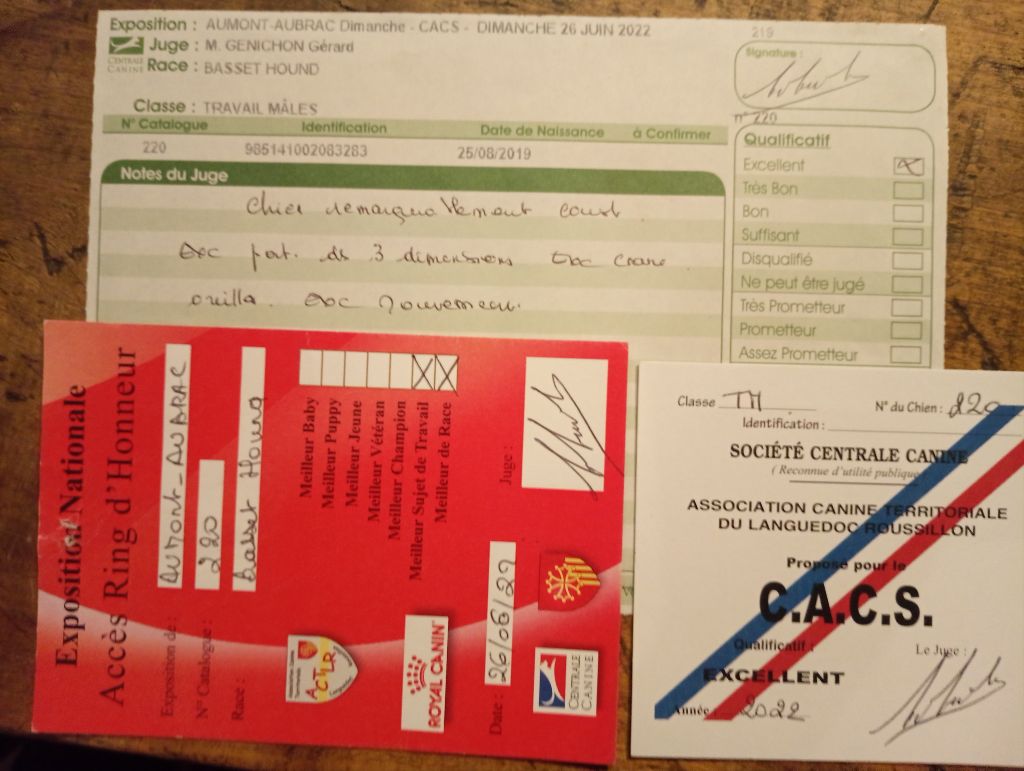 Exposition : AUMONT-AUBRAC Dimanche - CACS - DIMANCHE 26 JUIN 2022
Juge : M. GENICHON Gérard
CENTRALE CANINE
Race : BASSET HOUND
Classe : TRAVAIL MÂLES
N° Catalogue Identification Date de Naissance à Confirmer
220 985141002083283 25/08/2019
Notes du Juge
3 dimensions
219
Signature :
n° 220
Qualificatif
Excellent
Très Bon
Bon
Suffisant
Disqualifié
Ne peut être jugé
Très Prometteur
Prometteur
Assez Prometteur
Exposition Nationale
Accès Ring d'Honneur
Exposition de : AUMONT-AUBRAC
N° Catalogue : 220
Race : Basset Hound
Meilleur Baby
Meilleur Puppy
Meilleur Jeune
Meilleur Vétéran
Meilleur Champion
Meilleur Sujet de Travail
Meilleur de Race
Juge :
ACTLR
ROYAL CANIN
Date : 26/06/22
CENTRALE CANINE
Classe TM N° du Chien : 220
Identification :
SOCIÉTÉ CENTRALE CANINE
( Reconnue d'utilité publique
ASSOCIATION CANINE TERRITORIALE
DU LANGUEDOC ROUSSILLON
Proposé pour le
C.A.C.S.
Qualificatif :
Le Juge :
EXCELLENT
Année 2022